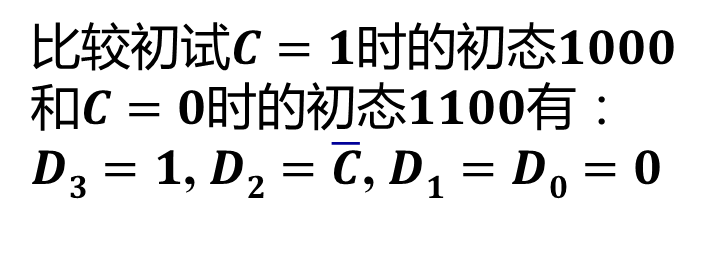 比较初试C = 1时的初态1000
和C = 0时的初态1100有：
D₃ = 1, D₂ = C̅, D₁ = D₀ = 0